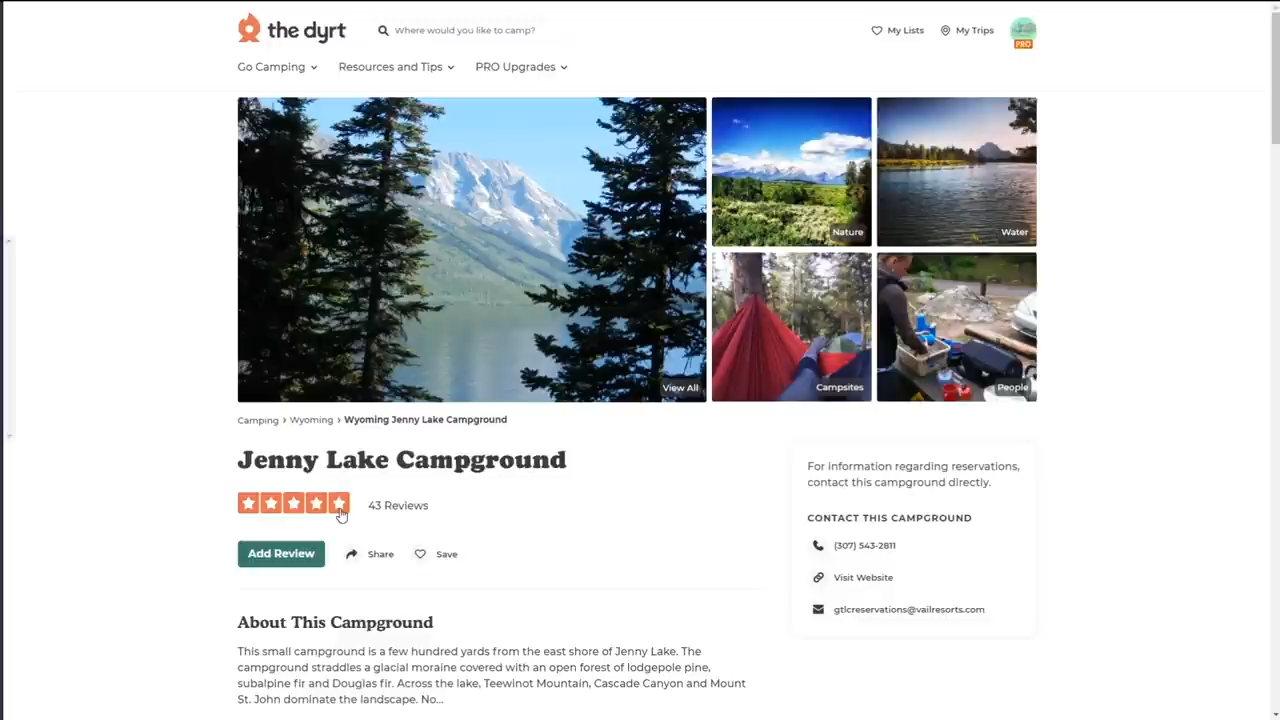 the dyrt
Where would you like to camp?
My Lists
My Trips
PRO
Go Camping
Resources and Tips
PRO Upgrades
View All
Nature
Water
Campsites
People
Camping › Wyoming › Wyoming Jenny Lake Campground
Jenny Lake Campground
43 Reviews
Add Review
Share
Save
About This Campground
This small campground is a few hundred yards from the east shore of Jenny Lake. The
campground straddles a glacial moraine covered with an open forest of lodgepole pine,
subalpine fir and Douglas fir. Across the lake, Teewinot Mountain, Cascade Canyon and Mount
St. John dominate the landscape. No...
For information regarding reservations,
contact this campground directly.
CONTACT THIS CAMPGROUND
(307) 543-2811
Visit Website
gtlcreservations@vailresorts.com